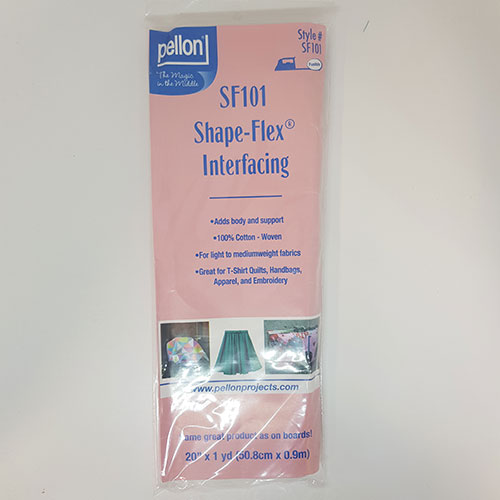 pellon
"The Magic
in the Middle"
Style #
SF101
Fusible
SF101
Shape-Flex®
Interfacing
•Adds body and support
•100% Cotton - Woven
•For light to mediumweight fabrics
•Great for T-Shirt Quilts, Handbags,
Apparel, and Embroidery
www.pellonprojects.com
Same great product as on boards!
20" x 1 yd (50.8cm x 0.9m)